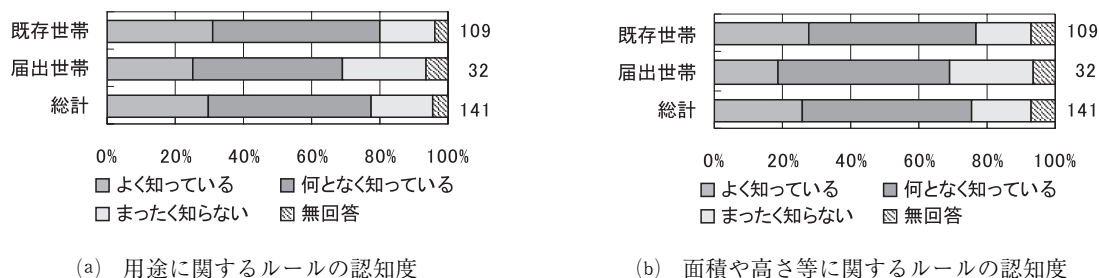 既存世帯 109
届出世帯 32
総計 141
0% 20% 40% 60% 80% 100%
よく知っている 何となく知っている
まったく知らない 無回答
(a) 用途に関するルールの認知度
既存世帯 109
届出世帯 32
総計 141
0% 20% 40% 60% 80% 100%
よく知っている 何となく知っている
まったく知らない 無回答
(b) 面積や高さ等に関するルールの認知度